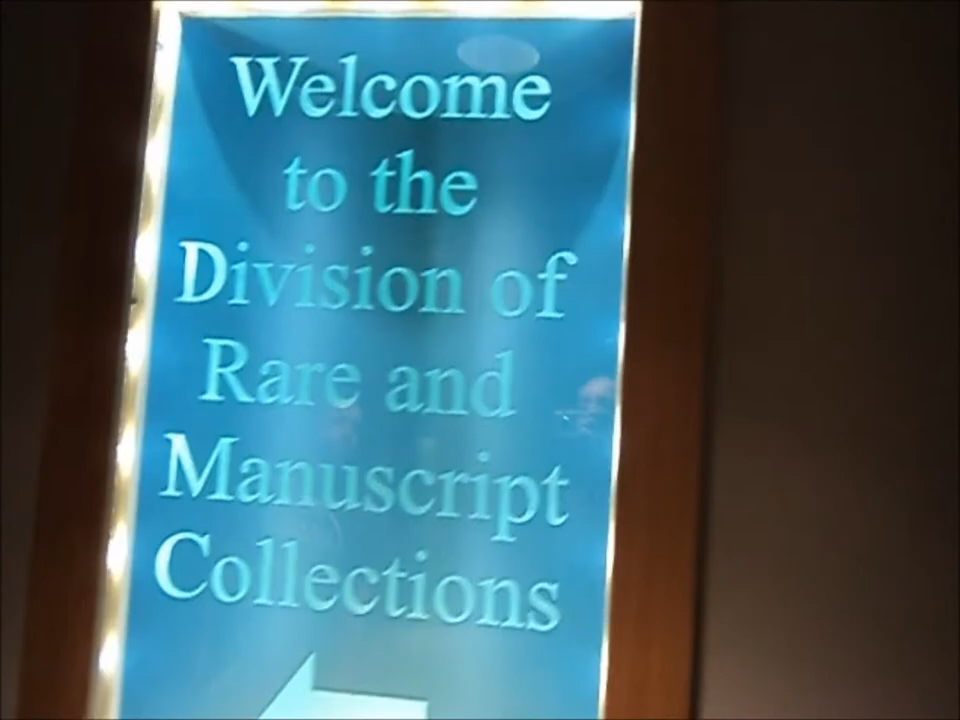 Welcome
to the
Division of
Rare and
Manuscript
Collections